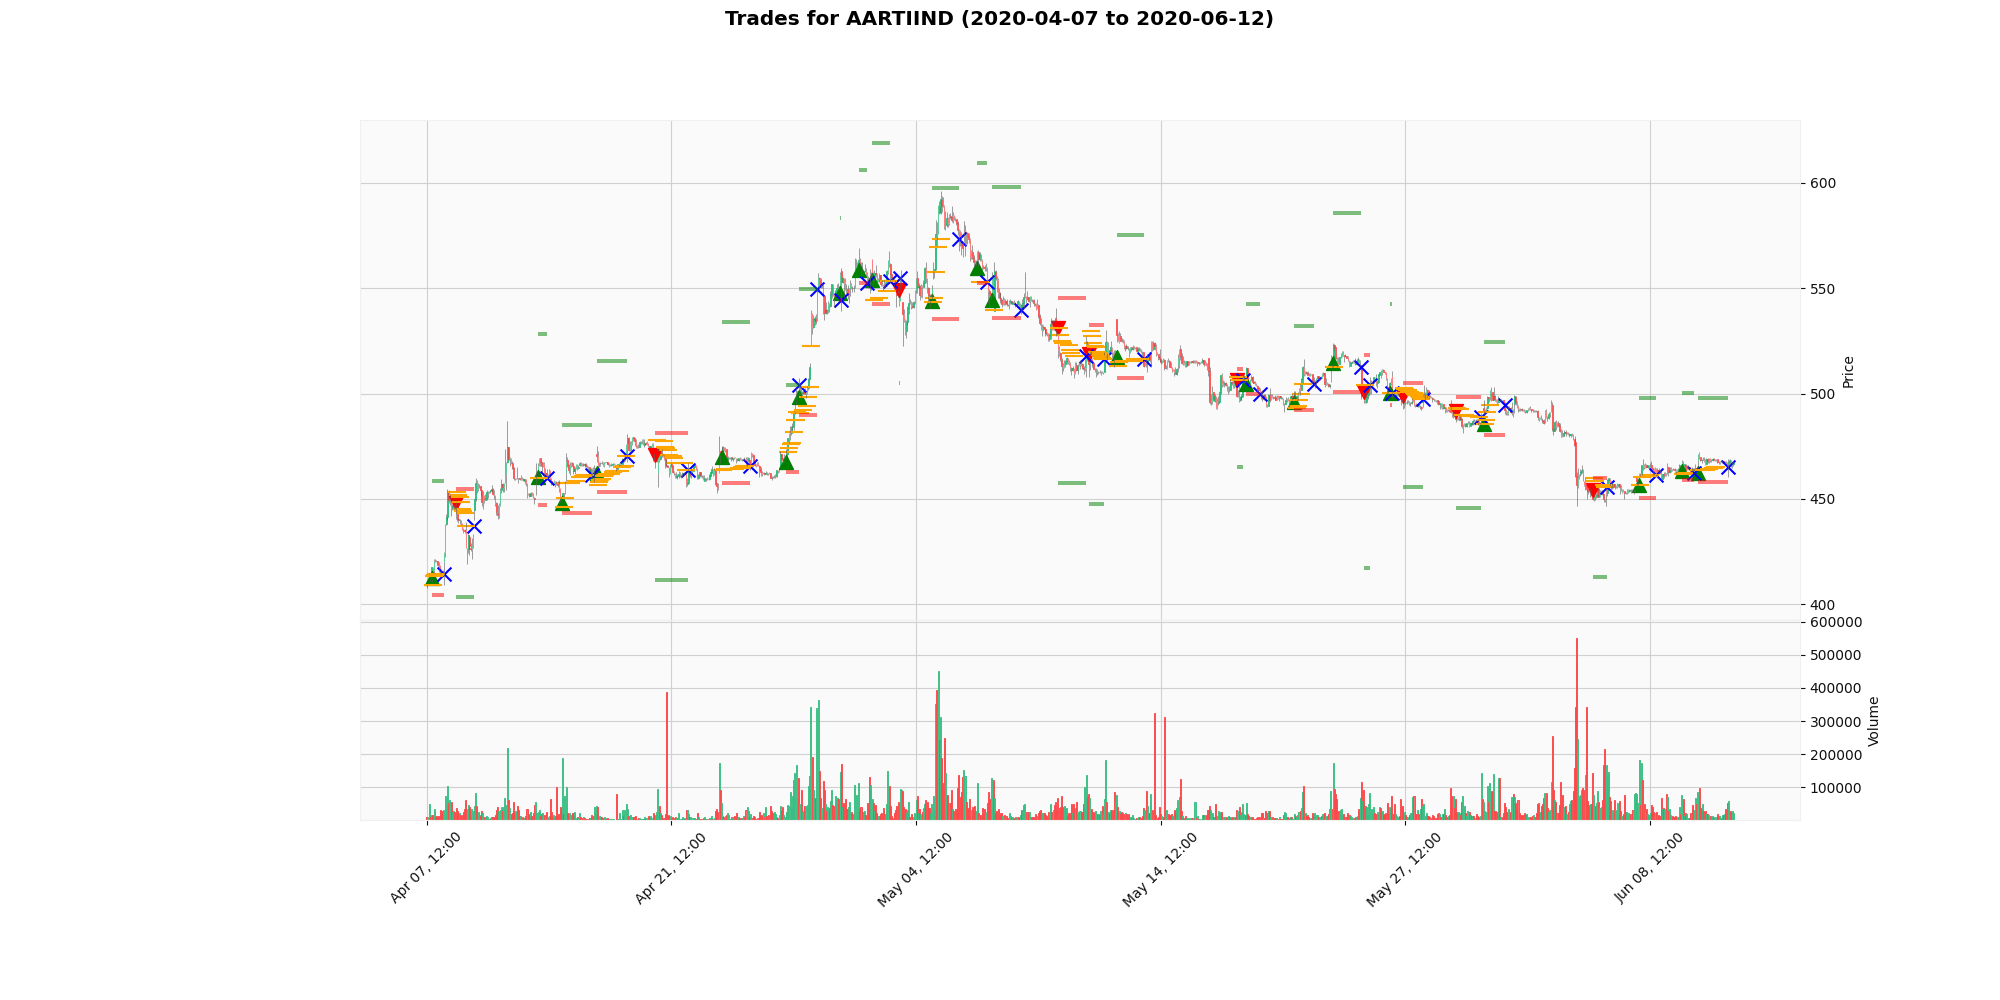 Trades for AARTIIND (2020-04-07 to 2020-06-12)
600
550
500
450
400
Price
600000
500000
400000
300000
200000
100000
Volume
Apr 07, 12:00
Apr 21, 12:00
May 04, 12:00
May 14, 12:00
May 27, 12:00
Jun 08, 12:00